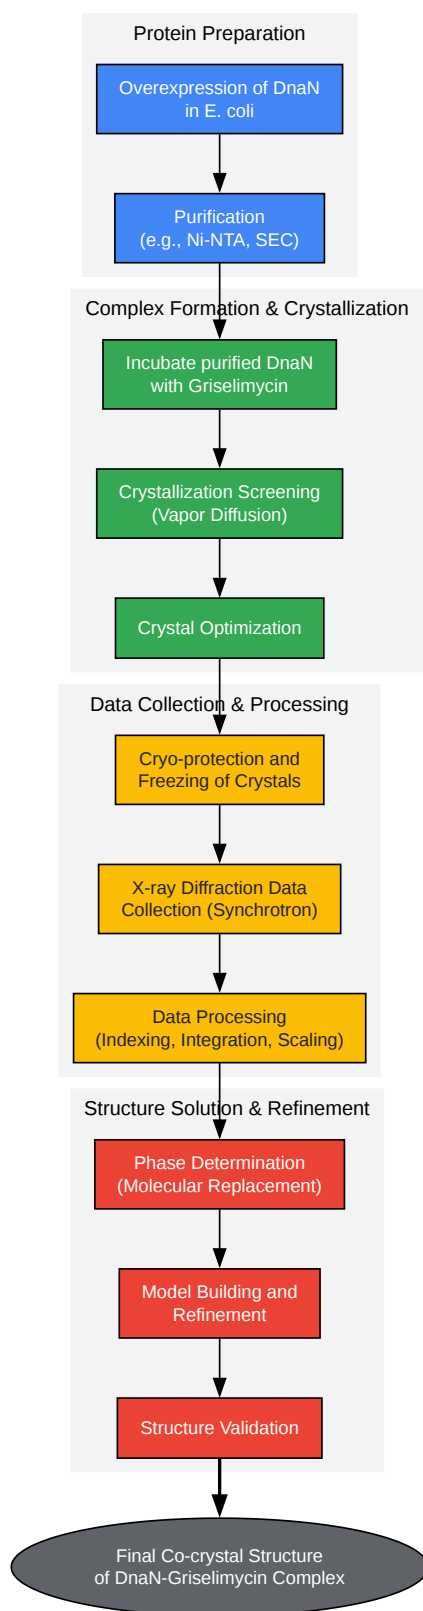 Protein Preparation
Overexpression of DnaN
in E. coli
Purification
(e.g., Ni-NTA, SEC)
Complex Formation & Crystallization
Incubate purified DnaN
with Griselimycin
Crystallization Screening
(Vapor Diffusion)
Crystal Optimization
Data Collection & Processing
Cryo-protection and
Freezing of Crystals
X-ray Diffraction Data
Collection (Synchrotron)
Data Processing
(Indexing, Integration, Scaling)
Structure Solution & Refinement
Phase Determination
(Molecular Replacement)
Model Building and
Refinement
Structure Validation
Final Co-crystal Structure
of DnaN-Griselimycin Complex